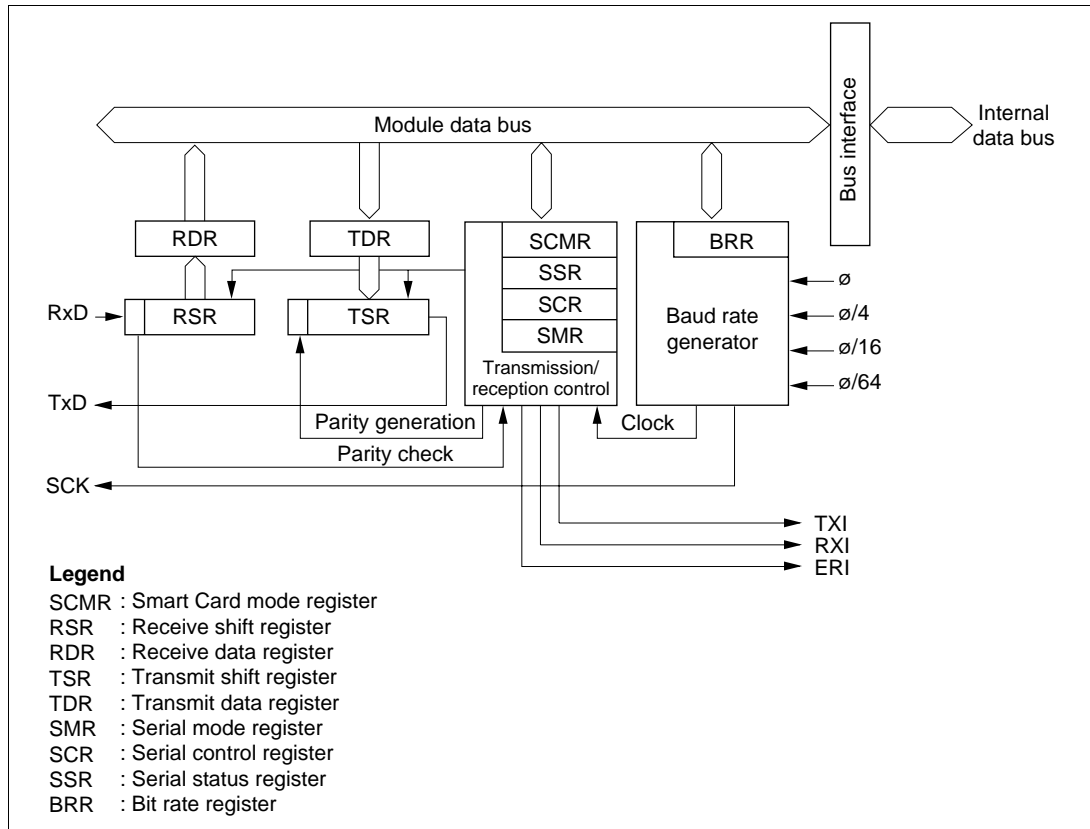 Bus interface
Internal
data bus
Module data bus
RDR
TDR
SCMR
BRR
SSR
SCR
SMR
ø
RxD
RSR
TSR
Baud rate
generator
ø/4
ø/16
Transmission/
reception control
ø/64
TxD
Parity generation
Clock
Parity check
SCK
TXI
RXI
ERI
Legend
SCMR : Smart Card mode register
RSR : Receive shift register
RDR : Receive data register
TSR : Transmit shift register
TDR : Transmit data register
SMR : Serial mode register
SCR : Serial control register
SSR : Serial status register
BRR : Bit rate register